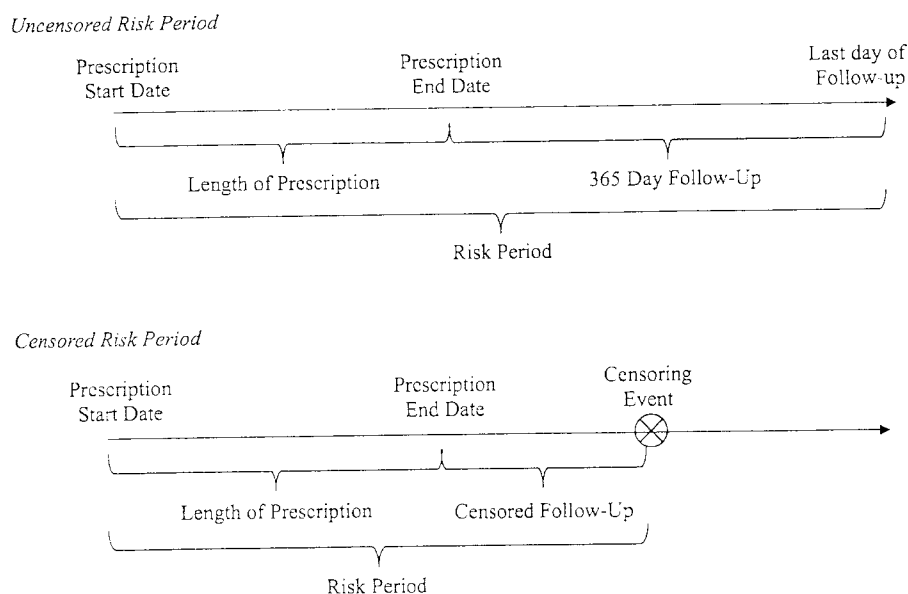 Uncensored Risk Period
Prescription
Start Date
Prescription
End Date
Last day of
Follow-up
Length of Prescription
365 Day Follow-Up
Risk Period
Censored Risk Period
Prescription
Start Date
Prescription
End Date
Censoring
Event
Length of Prescription
Censored Follow-Up
Risk Period